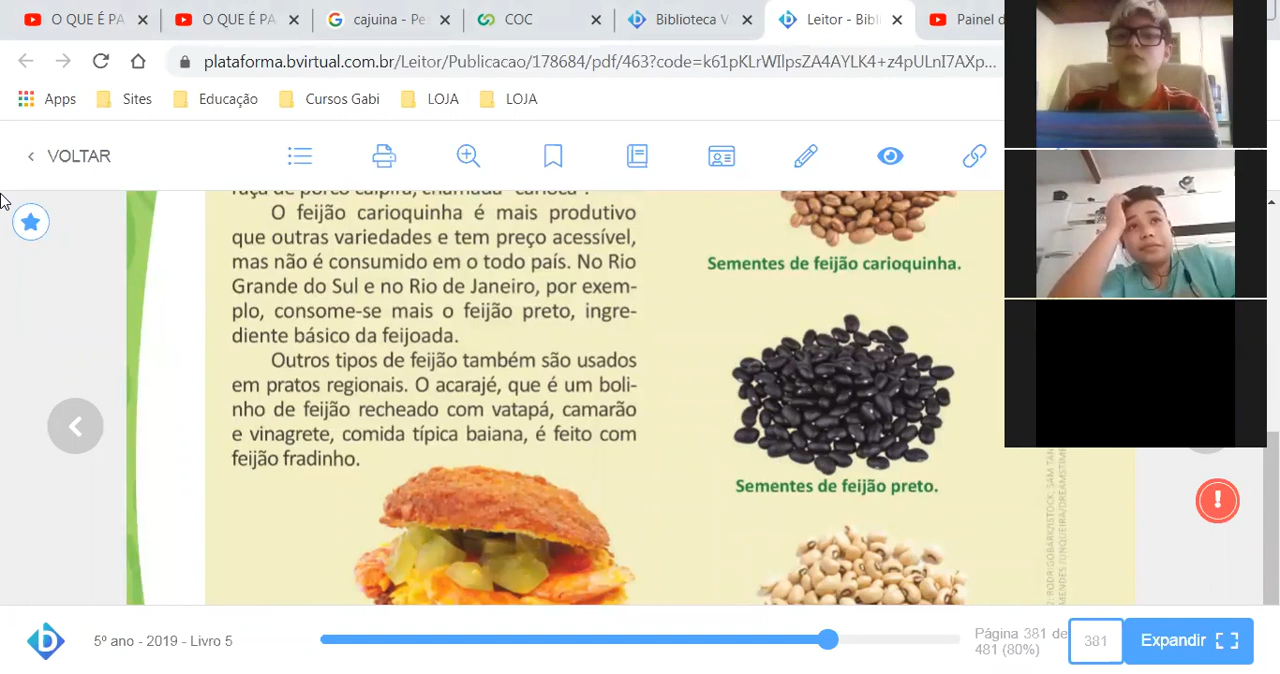 O QUE É PA
O QUE É PA
cajuina - Pe
COC
Biblioteca V
Leitor - Bibl
Painel d
plataforma.bvirtual.com.br/Leitor/Publicacao/178684/pdf/463?code=k61pKLrWIlpsZA4AYLK4+z4pULnI7AXp...
Apps
Sites
Educação
Cursos Gabi
LOJA
LOJA
VOLTAR
raça de porco caipira, chamada "carioca".
O feijão carioquinha é mais produtivo
que outras variedades e tem preço acessível,
mas não é consumido em o todo país. No Rio
Grande do Sul e no Rio de Janeiro, por exem-
plo, consome-se mais o feijão preto, ingre-
diente básico da feijoada.
Outros tipos de feijão também são usados
em pratos regionais. O acarajé, que é um boli-
nho de feijão recheado com vatapá, camarão
e vinagrete, comida típica baiana, é feito com
feijão fradinho.
Sementes de feijão carioquinha.
Sementes de feijão preto.
5º ano - 2019 - Livro 5
Página 381 de
481 (80%)
381
Expandir